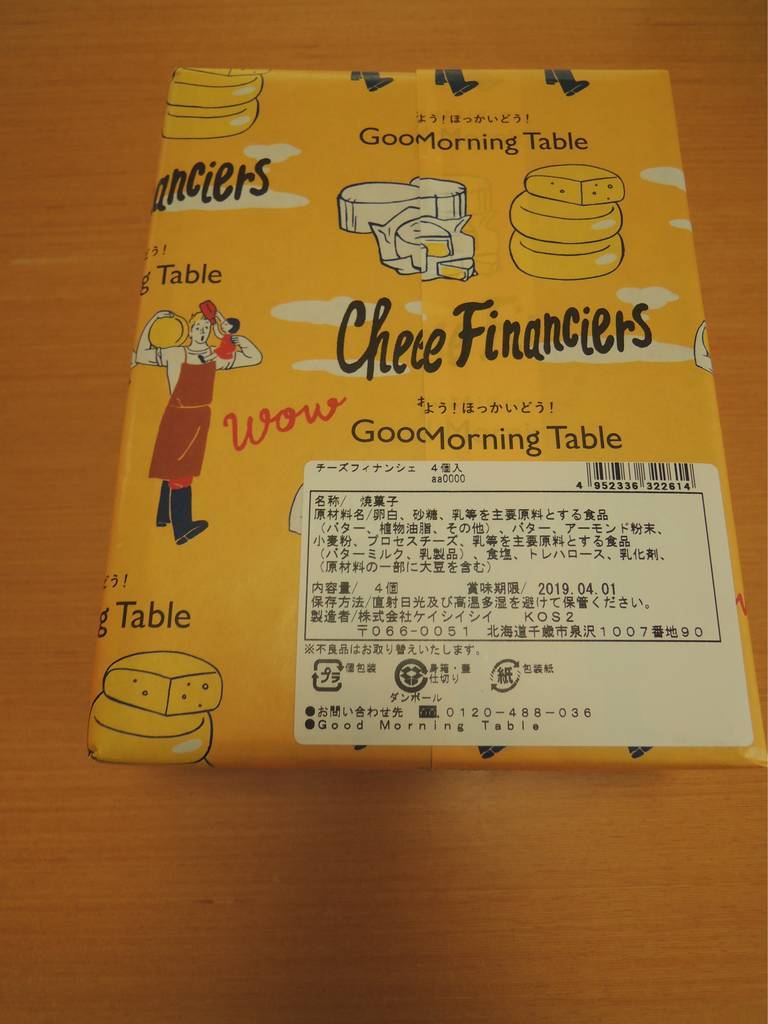 よう！ほっかいどう！
GooMorning Table
anciers
どう！
g Table
Cheese Financiers
wow
よう！ほっかいどう！
GooMorning Table
チーズフィナンシェ 4個入
aa0000
4 952336 322614
名称/ 焼菓子
原材料名/卵白、砂糖、乳等を主要原料とする食品
（バター、植物油脂、その他）、バター、アーモンド粉末、
小麦粉、プロセスチーズ、乳等を主要原料とする食品
（バターミルク、乳製品）、食塩、トレハロース、乳化剤、
（原材料の一部に大豆を含む）
内容量/ 4個 賞味期限/ 2019.04.01
保存方法/直射日光及び高温多湿を避けて保管ください。
製造者/株式会社ケイシイシイ KOS2
〒066-0051 北海道千歳市泉沢1007番地90
※不良品はお取り替えいたします。
プラ 個包装 身箱・蓋 仕切り 紙 包装紙
ダンボール
●お問い合わせ先 0120-488-036
●Good Morning Table
どう！
g Table